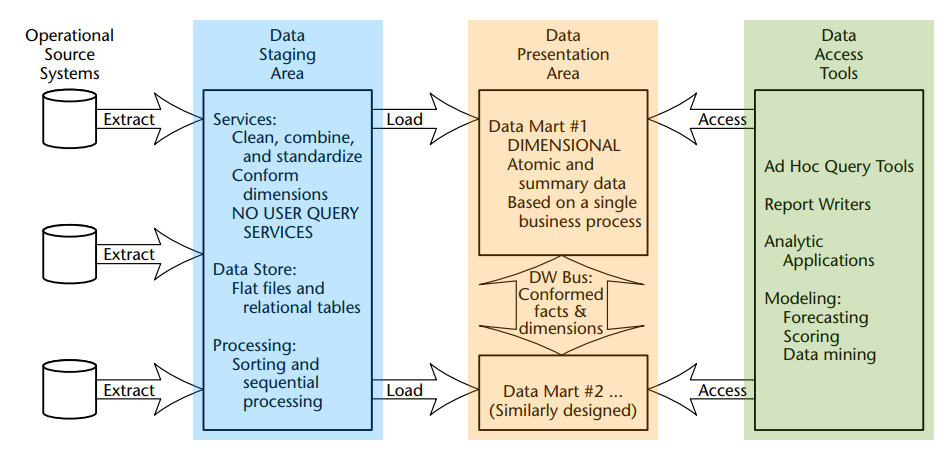 Operational
Source
Systems
Extract
Extract
Extract
Data
Staging
Area
Services:
Clean, combine,
and standardize
Conform
dimensions
NO USER QUERY
SERVICES
Data Store:
Flat files and
relational tables
Processing:
Sorting and
sequential
processing
Load
Load
Data
Presentation
Area
Data Mart #1
DIMENSIONAL
Atomic and
summary data
Based on a single
business process
DW Bus:
Conformed
facts &
dimensions
Data Mart #2 ...
(Similarly designed)
Access
Access
Data
Access
Tools
Ad Hoc Query Tools
Report Writers
Analytic
Applications
Modeling:
Forecasting
Scoring
Data mining